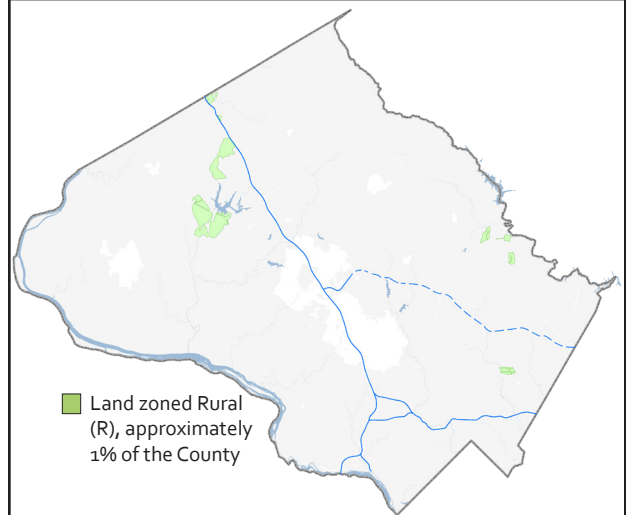 Land zoned Rural
(R), approximately
1% of the County